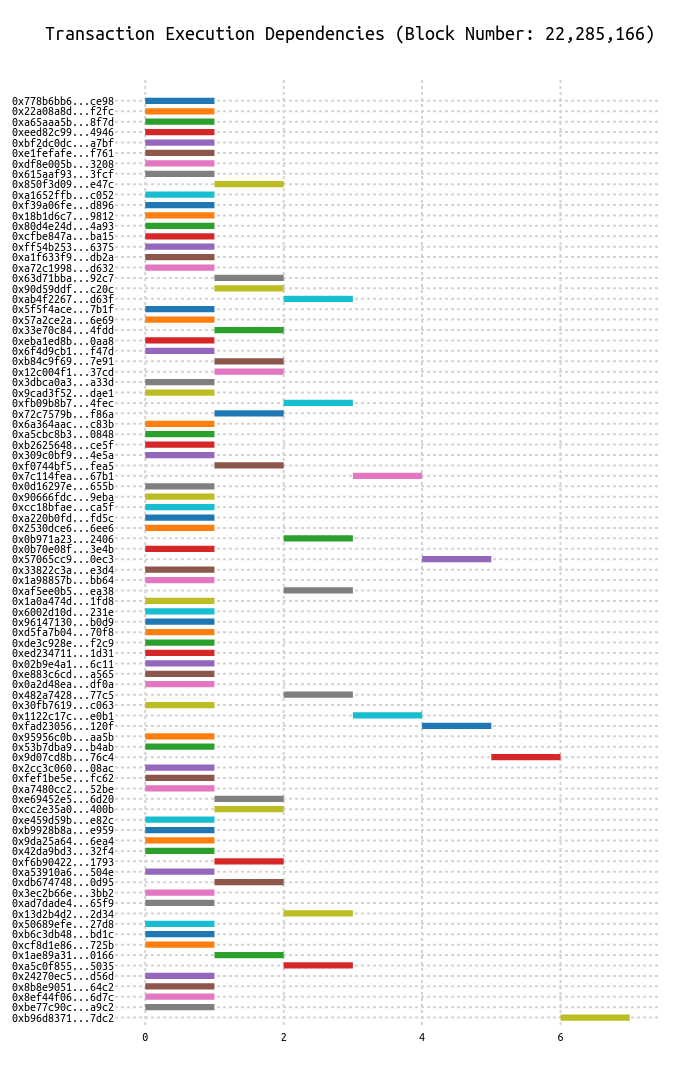 Transaction Execution Dependencies (Block Number: 22,285,166)
0x778b6bb6...ce98
0x22a08a8d...f2fc
0xa65aaa5b...8f7d
0xeed82c99...4946
0xbf2dc0dc...a7bf
0xe1fefafe...f761
0xdf8e005b...3208
0x615aaf93...3fcf
0x850f3d09...e47c
0xa1652ffb...c052
0xf39a06fe...d896
0x18b1d6c7...9812
0x80d4e24d...4a93
0xcfbe847a...ba15
0xff54b253...6375
0xa1f633f9...db2a
0xa72c1998...d632
0x63d71bba...92c7
0x90d59ddf...c20c
0xab4f2267...d63f
0x5f5f4ace...7b1f
0x57a2ce2a...6e69
0x33e70c84...4fdd
0xeba1ed8b...0aa8
0x6f4d9cb1...f47d
0xb84c9f69...7e91
0x12c004f1...37cd
0x3dbca0a3...a33d
0x9cad3f52...dae1
0xfb09b8b7...4fec
0x72c7579b...f86a
0x6a364aac...c83b
0xa5cbc8b3...0848
0xb2625648...ce5f
0x309c0bf9...4e5a
0xf0744bf5...fea5
0x7c114fea...67b1
0x0d16297e...655b
0x90666fdc...9eba
0xcc18bfae...ca5f
0xa220b0fd...fd5c
0x2530dce6...6ee6
0x0b971a23...2406
0x0b70e08f...3e4b
0x57065cc9...0ec3
0x33822c3a...e3d4
0x1a98857b...bb64
0xaf5ee0b5...ea38
0x1a0a474d...1fd8
0x6002d10d...231e
0x96147130...b0d9
0xd5fa7b04...70f8
0xde3c928e...f2c9
0xed234711...1d31
0x02b9e4a1...6c11
0xe883c6cd...a565
0x0a2d48ea...df0a
0x482a7428...77c5
0x30fb7619...c063
0x1122c17c...e0b1
0xfad23056...120f
0x95956c0b...aa5b
0x53b7dba9...b4ab
0x9d07cd8b...76c4
0x2cc3c060...08ac
0xfef1be5e...fc62
0xa7480cc2...52be
0xe69452e5...6d20
0xcc2e35a0...400b
0xe459d59b...e82c
0xb9928b8a...e959
0x9da25a64...6ea4
0x42da9bd3...32f4
0xf6b90422...1793
0xa53910a6...504e
0xdb674748...0d95
0x3ec2b66e...3bb2
0xad7dade4...65f9
0x13d2b4d2...2d34
0x50689efe...27d8
0xb6c3db48...bd1c
0xcf8d1e86...725b
0x1ae89a31...0166
0xa5c0f855...5035
0x24270ec5...d56d
0x8b8e9051...64c2
0x8ef44f06...6d7c
0xbe77c90c...a9c2
0xb96d8371...7dc2
0 2 4 6